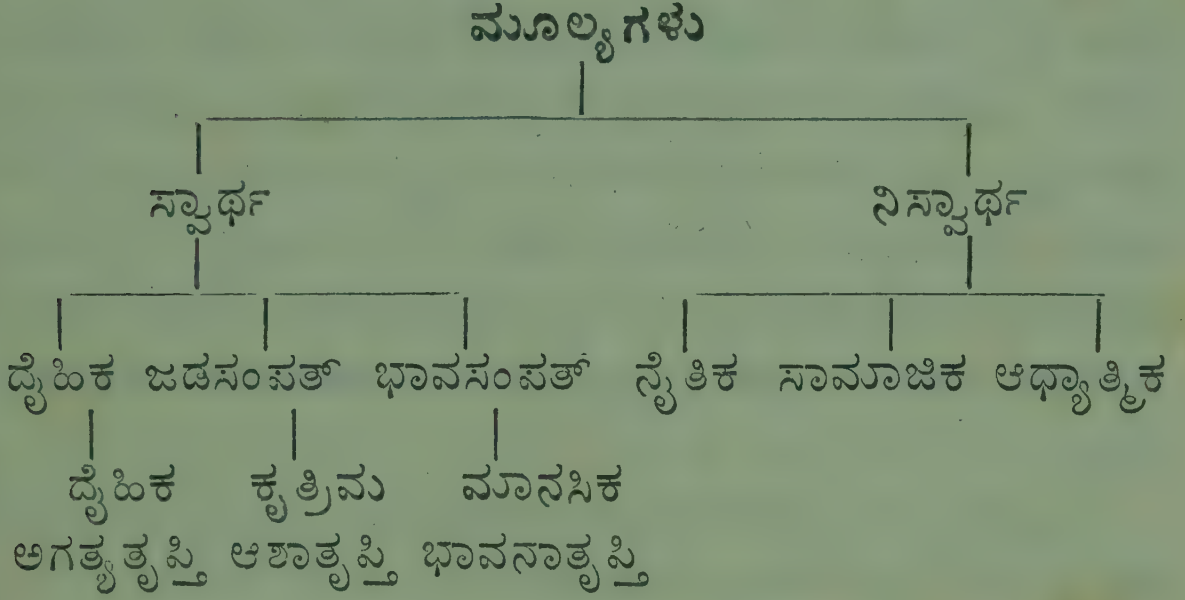 ಮೂಲ್ಯಗಳು
ಸ್ವಾರ್ಥ ನಿಸ್ವಾರ್ಥ
ದೈಹಿಕ ಜಡಸಂಪತ್ ಭಾವಸಂಪತ್ ನೈತಿಕ ಸಾಮಾಜಿಕ ಆಧ್ಯಾತ್ಮಿಕ
ದೈಹಿಕ ಕೃತ್ರಿಮ ಮಾನಸಿಕ
ಅಗತ್ಯತೃಪ್ತಿ ಆಶಾತೃಪ್ತಿ ಭಾವನಾತೃಪ್ತಿ